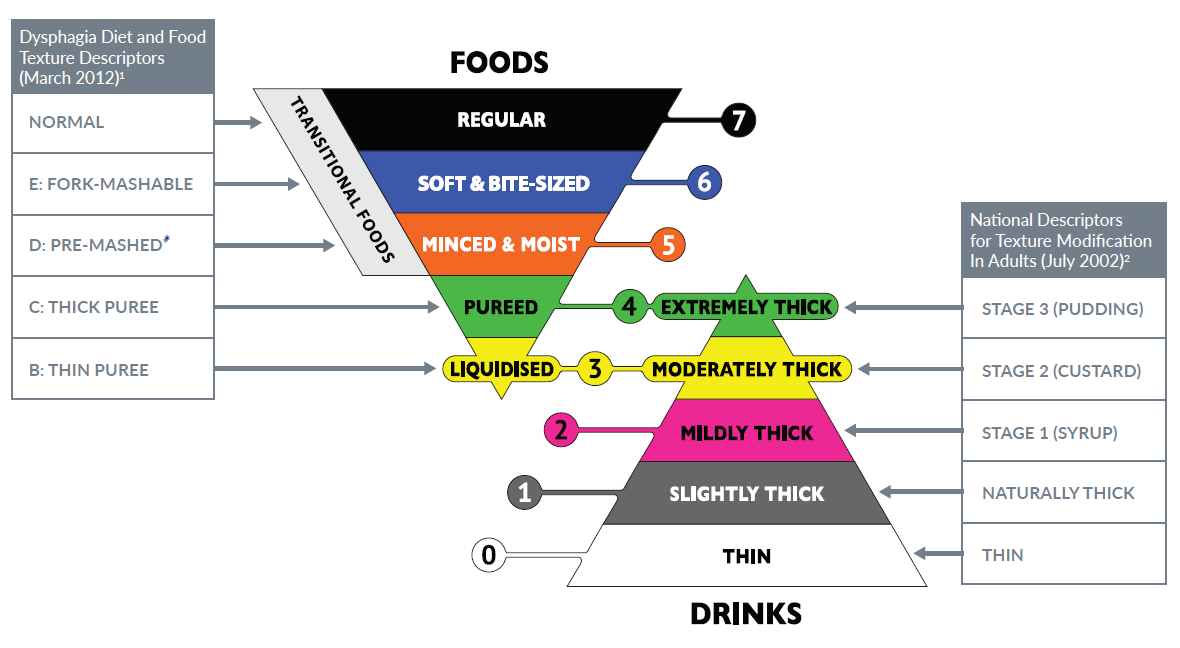 Dysphagia Diet and Food
Texture Descriptors
(March 2012)¹
NORMAL
E: FORK-MASHABLE
D: PRE-MASHED*
C: THICK PUREE
B: THIN PUREE
FOODS
TRANSITIONAL FOODS
REGULAR
7
SOFT & BITE-SIZED
6
MINCED & MOIST
5
PUREED
4
EXTREMELY THICK
LIQUIDISED
3
MODERATELY THICK
2
MILDLY THICK
1
SLIGHTLY THICK
0
THIN
DRINKS
National Descriptors
for Texture Modification
In Adults (July 2002)²
STAGE 3 (PUDDING)
STAGE 2 (CUSTARD)
STAGE 1 (SYRUP)
NATURALLY THICK
THIN